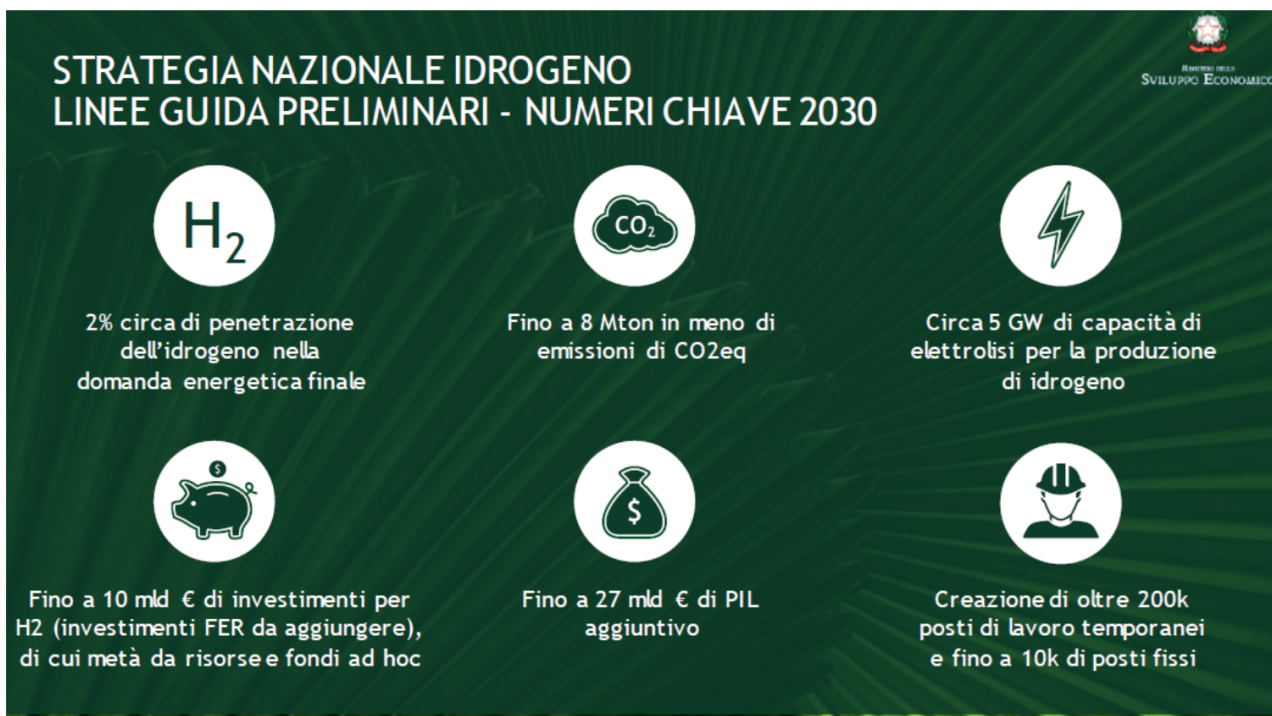 STRATEGIA NAZIONALE IDROGENO
LINEE GUIDA PRELIMINARI - NUMERI CHIAVE 2030
MINISTERO DELLO
SVILUPPO ECONOMICO
H2
2% circa di penetrazione
dell'idrogeno nella
domanda energetica finale
CO2
Fino a 8 Mton in meno di
emissioni di CO2eq
Circa 5 GW di capacità di
elettrolisi per la produzione
di idrogeno
$
Fino a 10 mld € di investimenti per
H2 (investimenti FER da aggiungere),
di cui metà da risorse e fondi ad hoc
$
Fino a 27 mld € di PIL
aggiuntivo
Creazione di oltre 200k
posti di lavoro temporanei
e fino a 10k di posti fissi